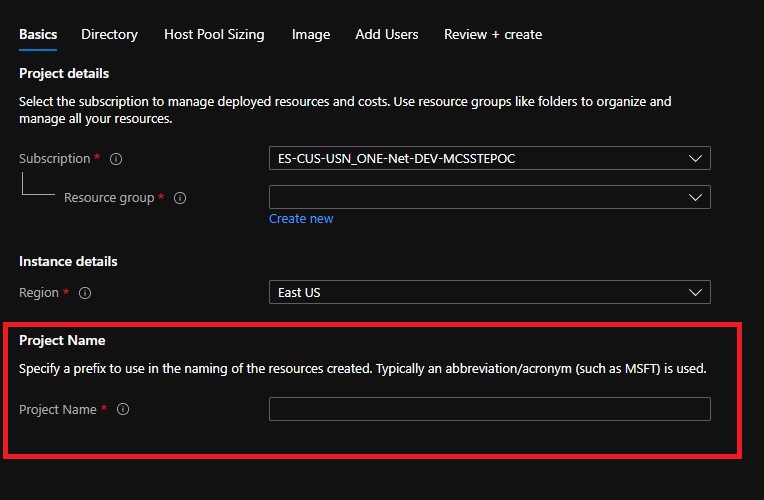 Basics Directory Host Pool Sizing Image Add Users Review + create
Project details
Select the subscription to manage deployed resources and costs. Use resource groups like folders to organize and
manage all your resources.
Subscription * ES-CUS-USN_ONE-Net-DEV-MCSSTEPOC
Resource group *
Create new
Instance details
Region * East US
Project Name
Specify a prefix to use in the naming of the resources created. Typically an abbreviation/acronym (such as MSFT) is used.
Project Name *